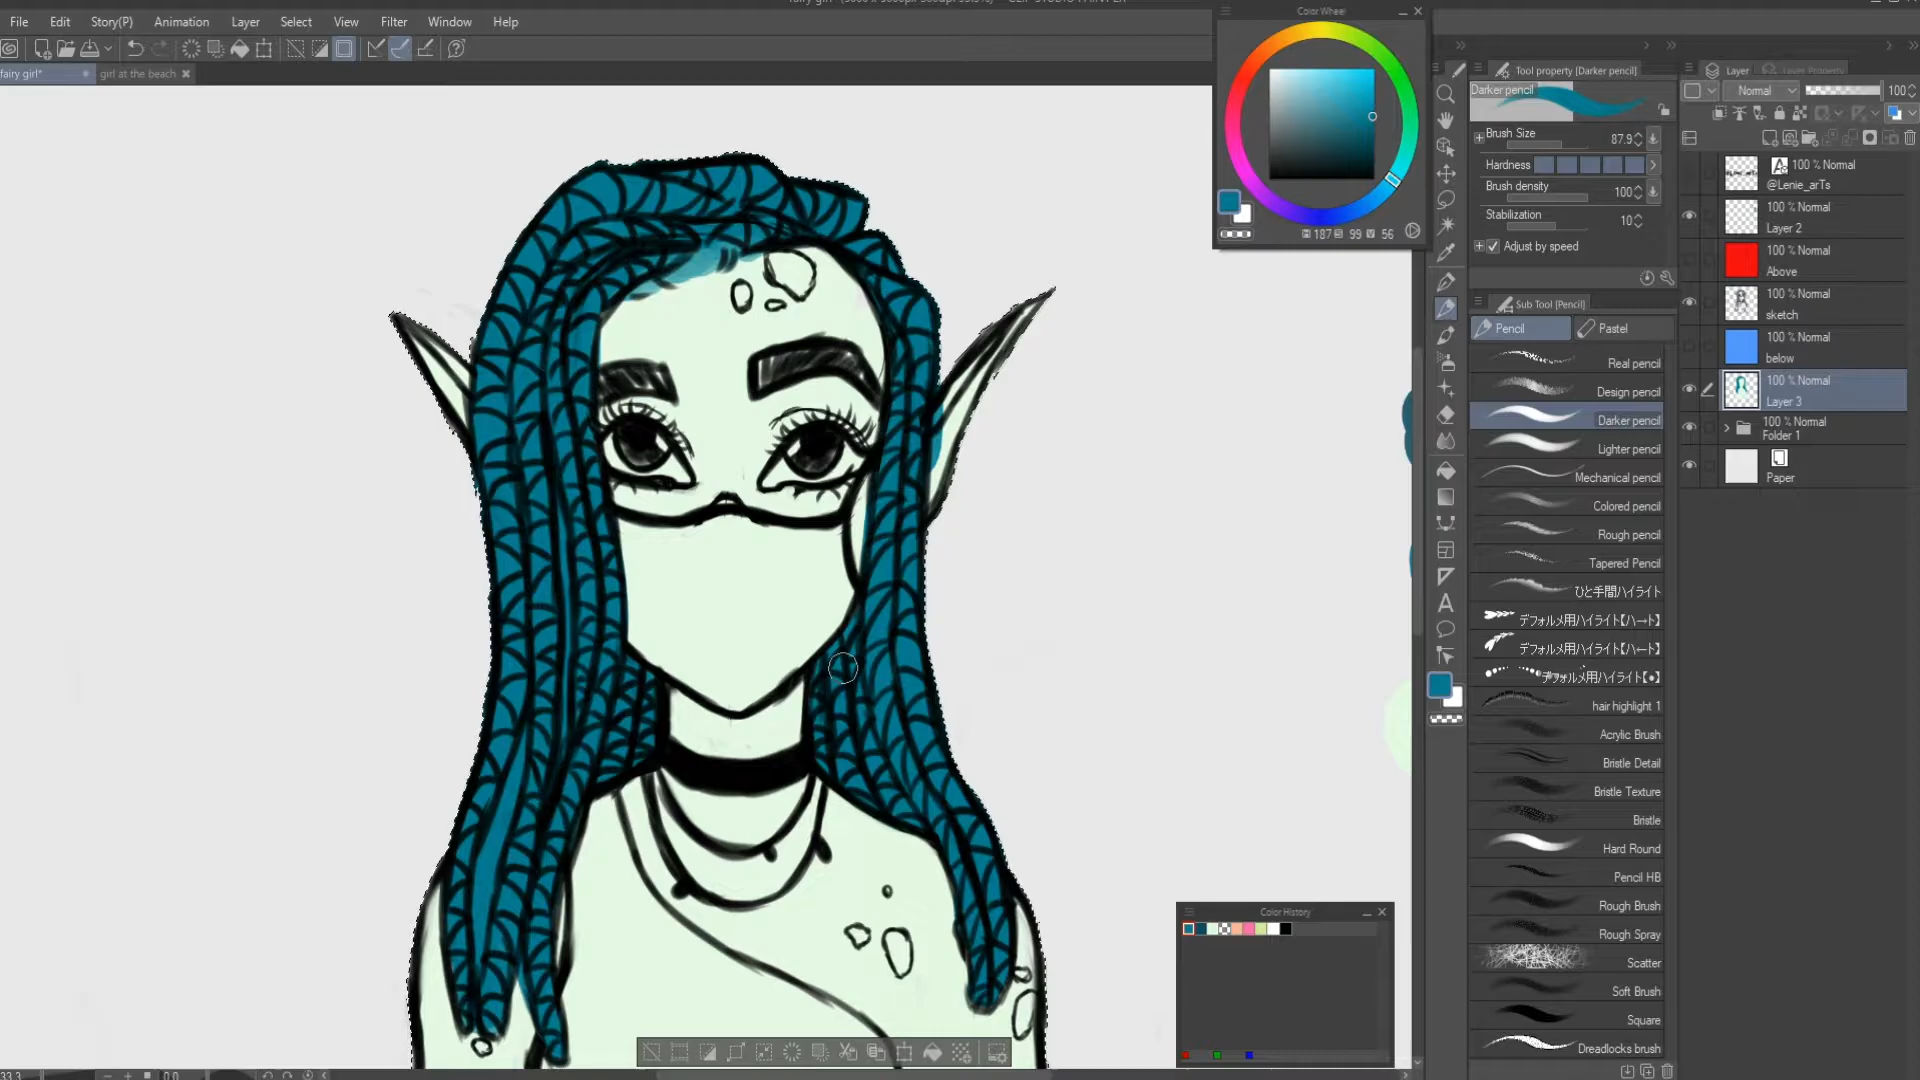 File Edit Story(P) Animation Layer Select View Filter Window Help
fairy girl* girl at the beach
Color Wheel
187 99 56
Tool property [Darker pencil]
Darker pencil
Brush Size 87.9
Hardness
Brush density 100
Stabilization 10
Adjust by speed
Sub Tool [Pencil]
Pencil Pastel
Real pencil
Design pencil
Darker pencil
Lighter pencil
Mechanical pencil
Colored pencil
Rough pencil
Tapered Pencil
ひと手間ハイライト
デフォルメ用ハイライト【ハ→ト】
デフォルメ用ハイライト【ハ←ト】
デフォルメ用ハイライト【●】
hair highlight 1
Acrylic Brush
Bristle Detail
Bristle Texture
Bristle
Hard Round
Pencil HB
Rough Brush
Rough Spray
Scatter
Soft Brush
Square
Dreadlocks brush
Layer Layer Property
Normal 100
100 % Normal
@Lenie_arTs
100 % Normal
Layer 2
100 % Normal
Above
100 % Normal
sketch
100 % Normal
below
100 % Normal
Layer 3
100 % Normal
Folder 1
Paper
Color History
33.3 0.0